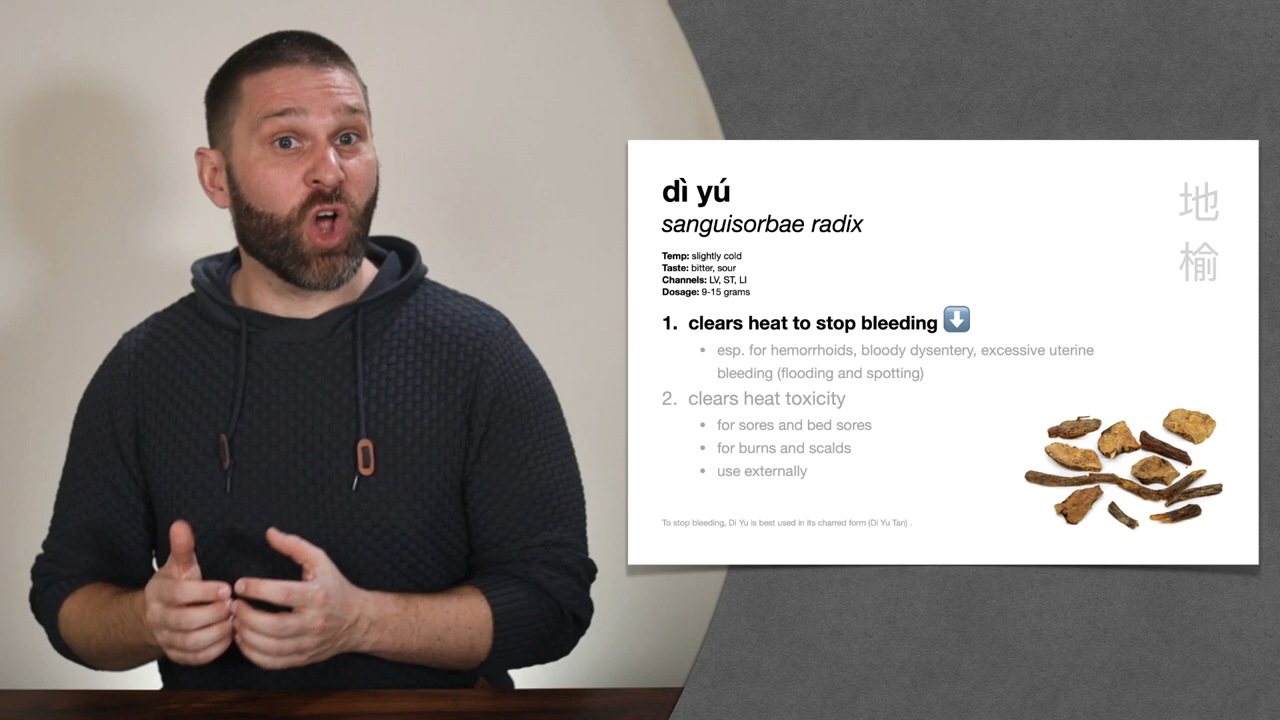 dì yú
sanguisorbae radix
地
榆
Temp: slightly cold
Taste: bitter, sour
Channels: LV, ST, LI
Dosage: 9-15 grams
1. clears heat to stop bleeding ⬇️
• esp. for hemorrhoids, bloody dysentery, excessive uterine
bleeding (flooding and spotting)
2. clears heat toxicity
• for sores and bed sores
• for burns and scalds
• use externally
To stop bleeding, Di Yu is best used in its charred form (Di Yu Tan) .